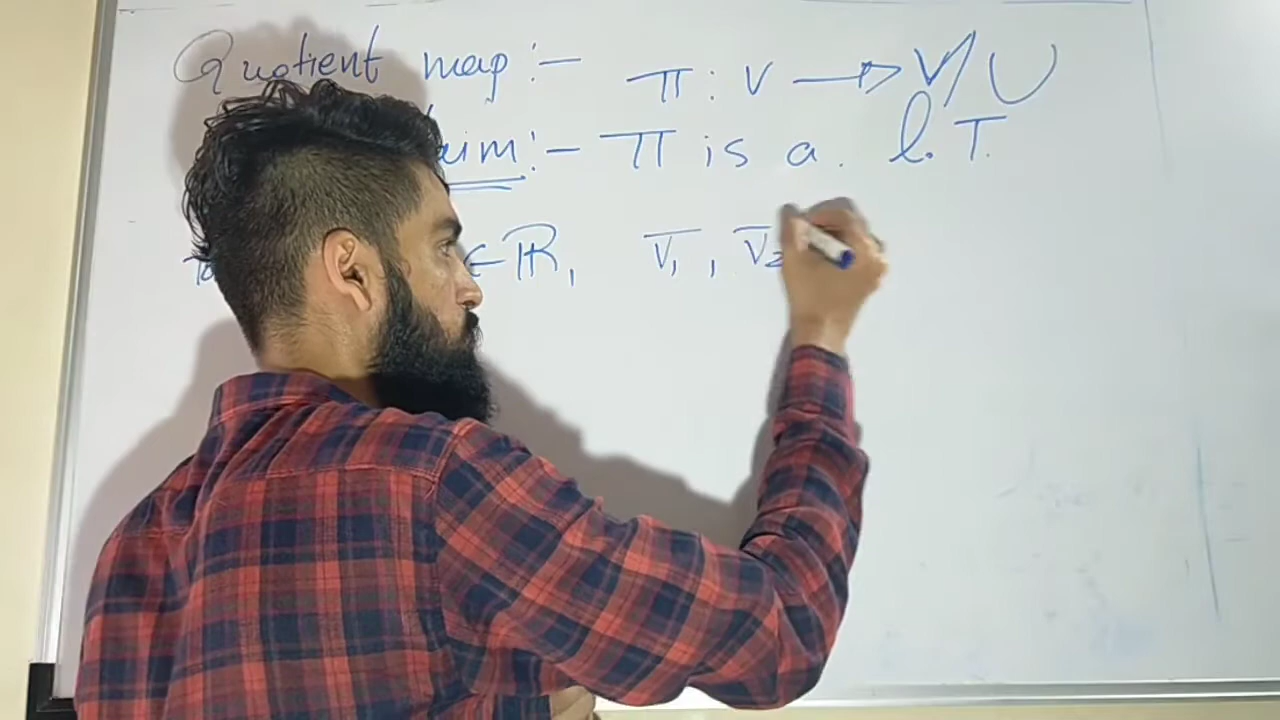 Quotient map :- π : V → V/U
aim :- π is a . l. T.
∈ ℝ, v̅₁ , v̅₂